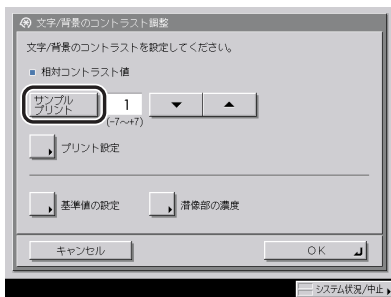 文字/背景のコントラスト調整
文字/背景のコントラストを設定してください。
■ 相対コントラスト値
サンプル
プリント
1
▼
▲
(-7~+7)
プリント設定
基準値の設定
潜像部の濃度
キャンセル
OK
システム状況/中止